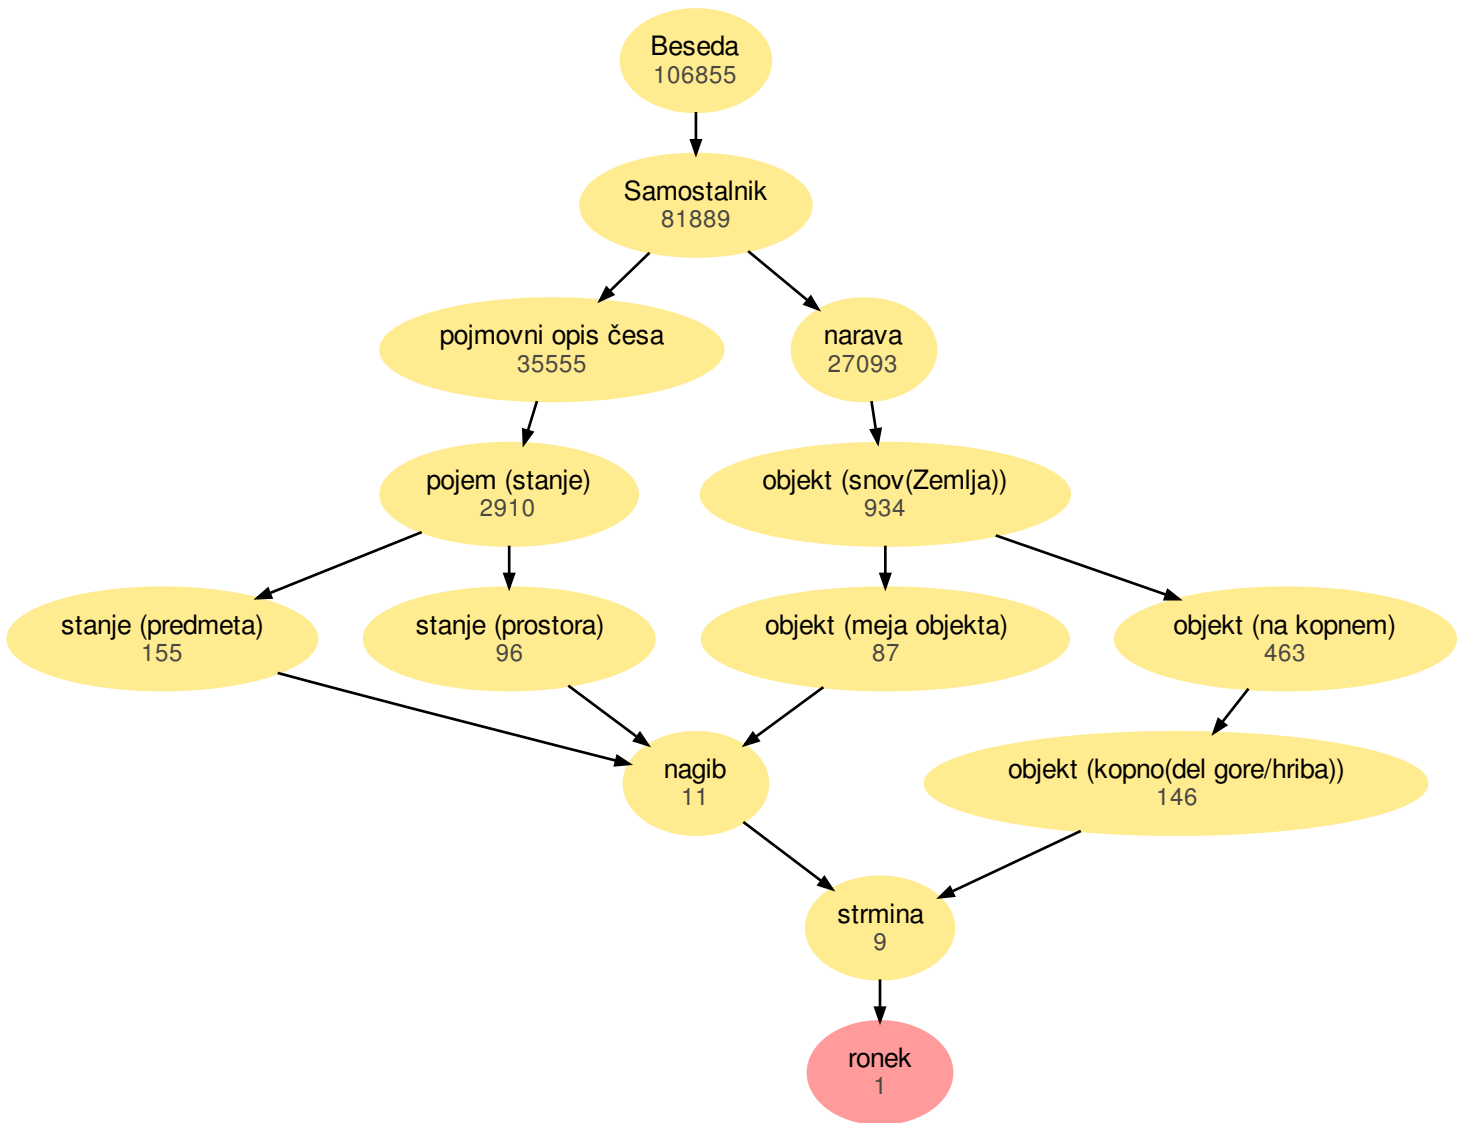 Beseda
106855
Samostalnik
81889
pojmovni opis česa
35555
narava
27093
pojem (stanje)
2910
objekt (snov(Zemlja))
934
stanje (predmeta)
155
stanje (prostora)
96
objekt (meja objekta)
87
objekt (na kopnem)
463
nagib
11
objekt (kopno(del gore/hriba))
146
strmina
9
ronek
1